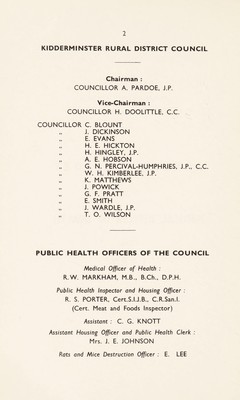 2
KIDDERMINSTER RURAL DISTRICT COUNCIL
Chairman :
COUNCILLOR A. PARDOE, J.P.
Vice-Chairman :
COUNCILLOR H. DOOLITTLE, C.C.
COUNCILLOR C. BLOUNT
„ J. DICKINSON
„ E. EVANS
„ H. E. HICKTON
„ H. HINGLEY, J.P.
„ A. E. HOBSON
„ G. N. PERCIVAL-HUMPHRIES, J.P., C.C.
„ W. H. KIMBERLEE, J.P.
„ K. MATTHEWS
„ J. POWICK
„ G. F. PRATT
„ E. SMITH
„ J. WARDLE, J.P.
„ T. O. WILSON
PUBLIC HEALTH OFFICERS OF THE COUNCIL
Medical Officer of Health :
R.W. MARKHAM, M.B., B.Ch., D.P.H.
Public Health Inspector and Housing Officer :
R. S. PORTER, Cert.S.I.J.B., C.R.San.I.
(Cert. Meat and Foods Inspector)
Assistant : C. G. KNOTT
Assistant Housing Officer and Public Health Clerk :
Mrs. J. E. JOHNSON
Rats and Mice Destruction Officer : E. LEE